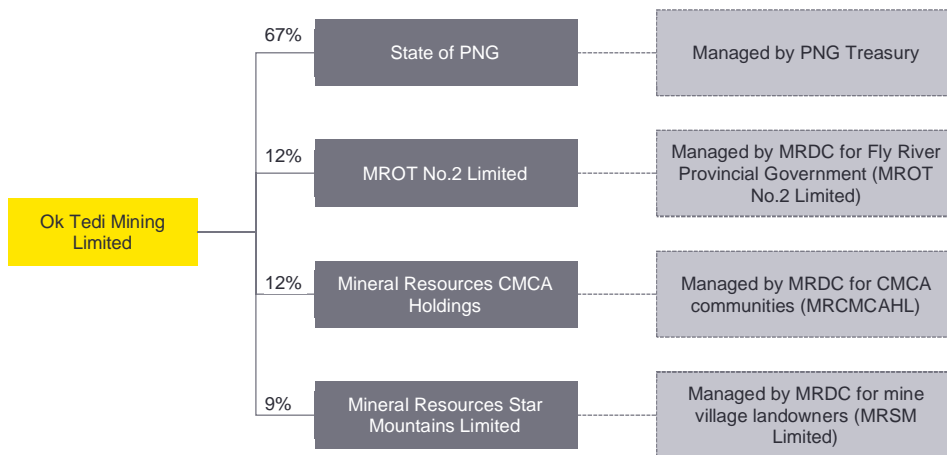 67%
State of PNG
Managed by PNG Treasury
12%
MROT No.2 Limited
Managed by MRDC for Fly River
Provincial Government (MROT
No.2 Limited)
Ok Tedi Mining
Limited
12%
Mineral Resources CMCA
Holdings
Managed by MRDC for CMCA
communities (MRCMCAHL)
9%
Mineral Resources Star
Mountains Limited
Managed by MRDC for mine
village landowners (MRSM
Limited)